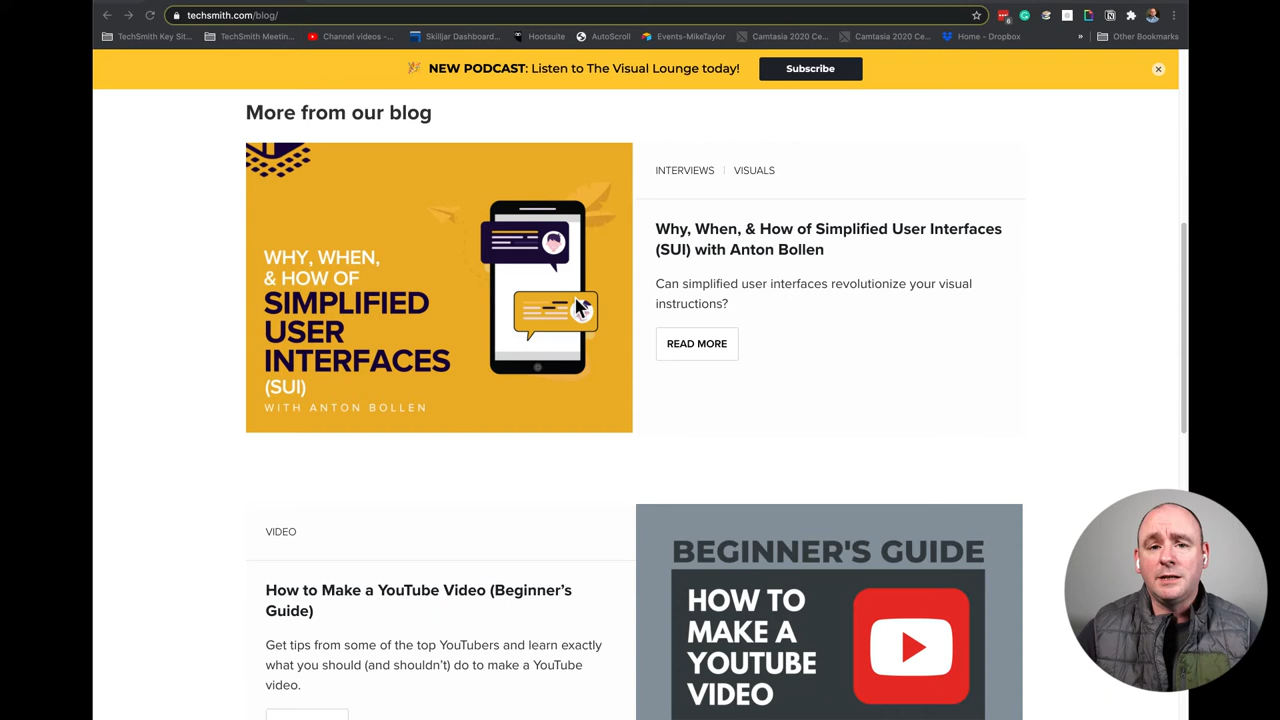 techsmith.com/blog/
TechSmith Key Sit...
TechSmith Meetin...
Channel videos -...
Skilljar Dashboard...
Hootsuite
AutoScroll
Events-MikeTaylor
Camtasia 2020 Ce...
Camtasia 2020 Ce...
Home - Dropbox
»
Other Bookmarks
NEW PODCAST: Listen to The Visual Lounge today!
Subscribe
More from our blog
WHY, WHEN,
& HOW OF
SIMPLIFIED
USER
INTERFACES
(SUI)
WITH ANTON BOLLEN
INTERVIEWS | VISUALS
Why, When, & How of Simplified User Interfaces
(SUI) with Anton Bollen
Can simplified user interfaces revolutionize your visual
instructions?
READ MORE
VIDEO
How to Make a YouTube Video (Beginner’s
Guide)
Get tips from some of the top YouTubers and learn exactly
what you should (and shouldn’t) do to make a YouTube
video.
BEGINNER'S GUIDE
HOW TO
MAKE A
YOUTUBE
VIDEO